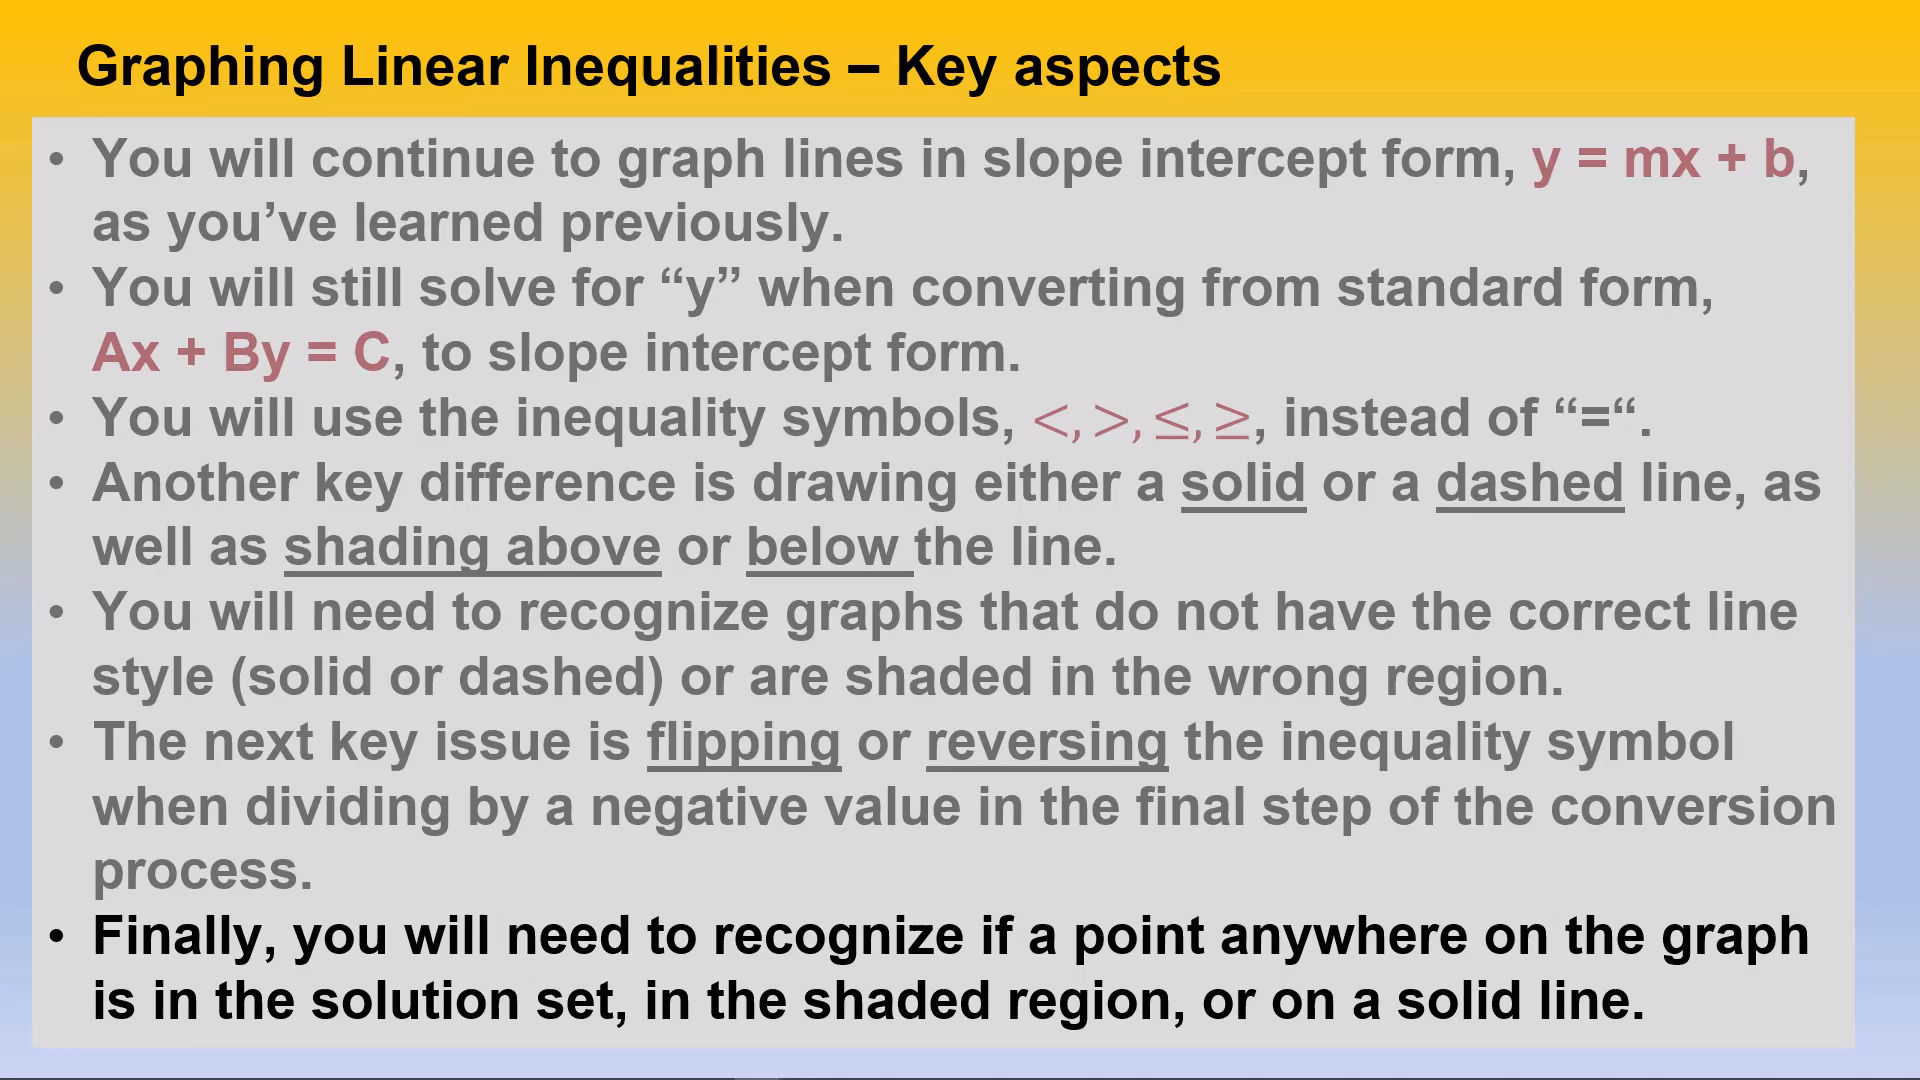 Graphing Linear Inequalities – Key aspects
• You will continue to graph lines in slope intercept form, y = mx + b,
as you’ve learned previously.
• You will still solve for “y” when converting from standard form,
Ax + By = C, to slope intercept form.
• You will use the inequality symbols, <, >, ≤, ≥, instead of “=“.
• Another key difference is drawing either a solid or a dashed line, as
well as shading above or below the line.
• You will need to recognize graphs that do not have the correct line
style (solid or dashed) or are shaded in the wrong region.
• The next key issue is flipping or reversing the inequality symbol
when dividing by a negative value in the final step of the conversion
process.
• Finally, you will need to recognize if a point anywhere on the graph
is in the solution set, in the shaded region, or on a solid line.